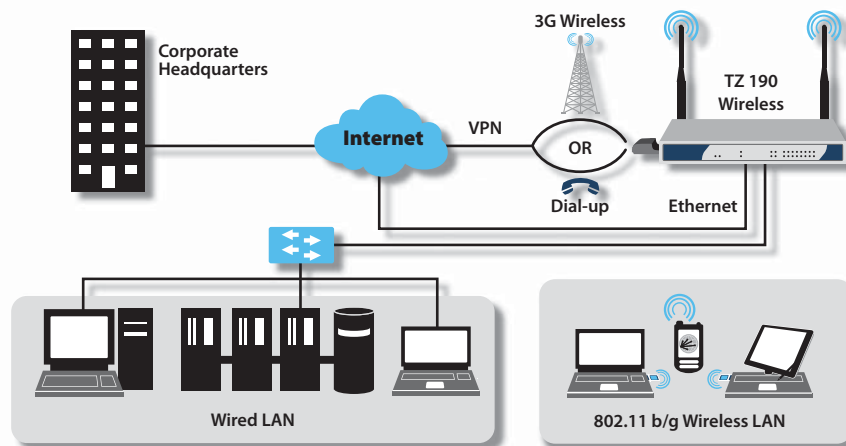 Corporate
Headquarters
3G Wireless
TZ 190
Wireless
Internet
VPN
OR
Dial-up
Ethernet
Wired LAN
802.11 b/g Wireless LAN